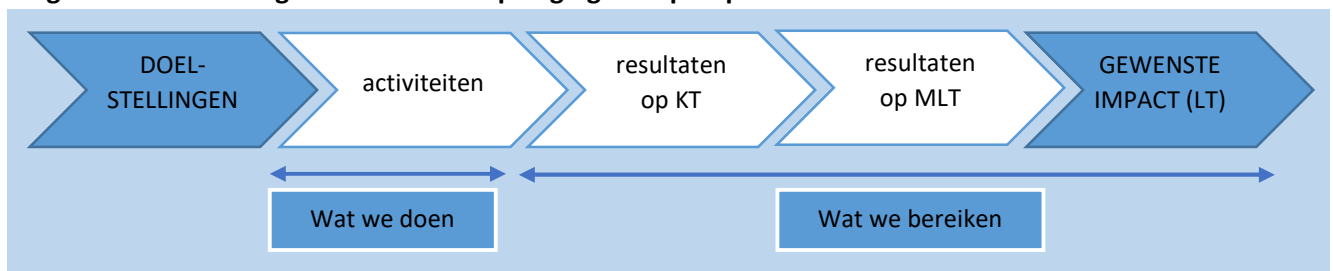 DOEL-
STELLINGEN
activiteiten
resultaten
op KT
resultaten
op MLT
GEWENSTE
IMPACT (LT)
Wat we doen
Wat we bereiken